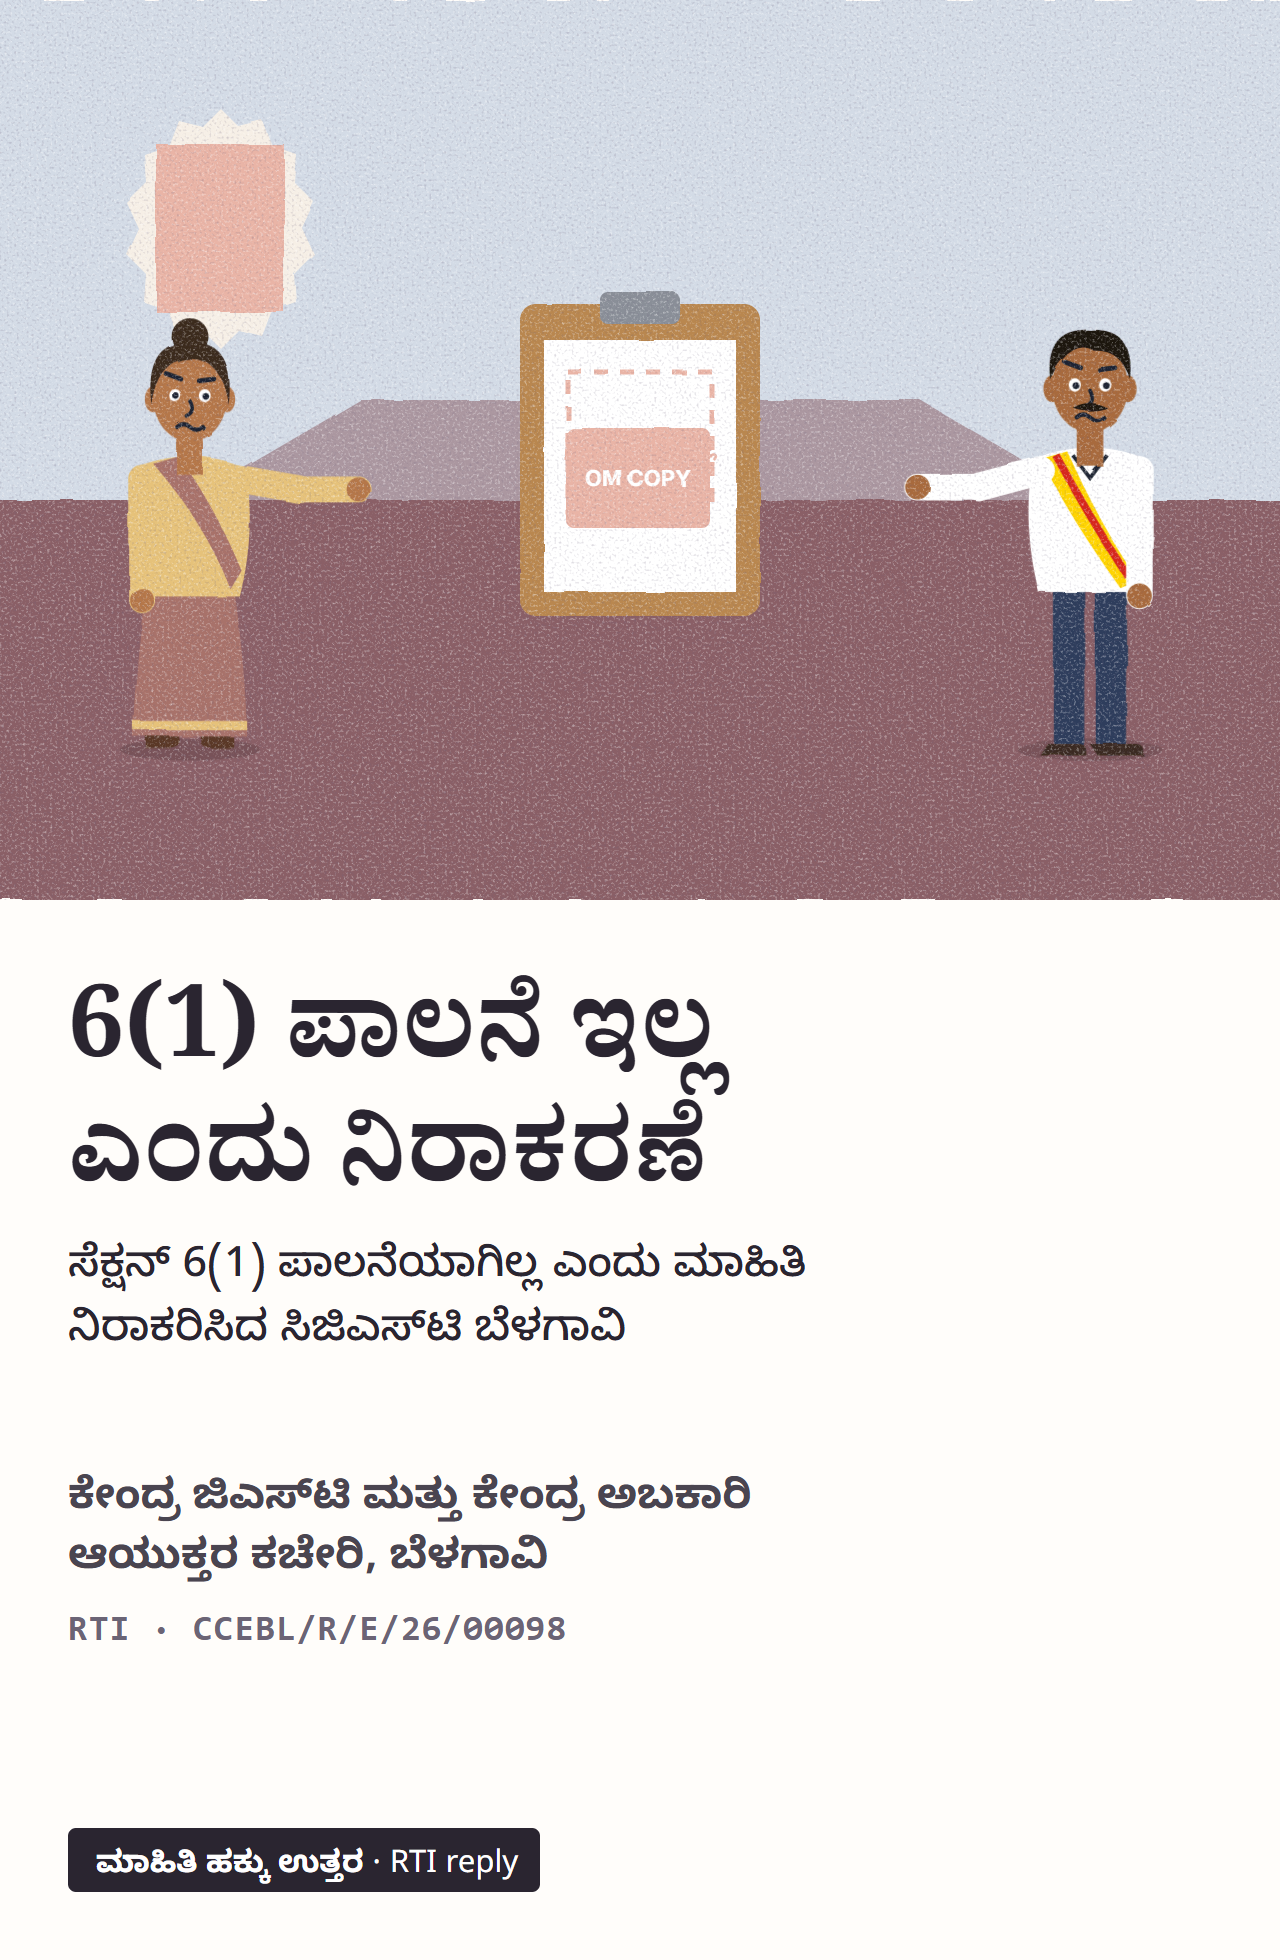 OM COPY
6(1) ಪಾಲನೆ ಇಲ್ಲ
ಎಂದು ನಿರಾಕರಣೆ
ಸೆಕ್ಷನ್ 6(1) ಪಾಲನೆಯಾಗಿಲ್ಲ ಎಂದು ಮಾಹಿತಿ
ನಿರಾಕರಿಸಿದ ಸಿಜಿಎಸ್‌ಟಿ ಬೆಳಗಾವಿ
ಕೇಂದ್ರ ಜಿಎಸ್‌ಟಿ ಮತ್ತು ಕೇಂದ್ರ ಅಬಕಾರಿ
ಆಯುಕ್ತರ ಕಚೇರಿ, ಬೆಳಗಾವಿ
RTI · CCEBL/R/E/26/00098
ಮಾಹಿತಿ ಹಕ್ಕು ಉತ್ತರ · RTI reply